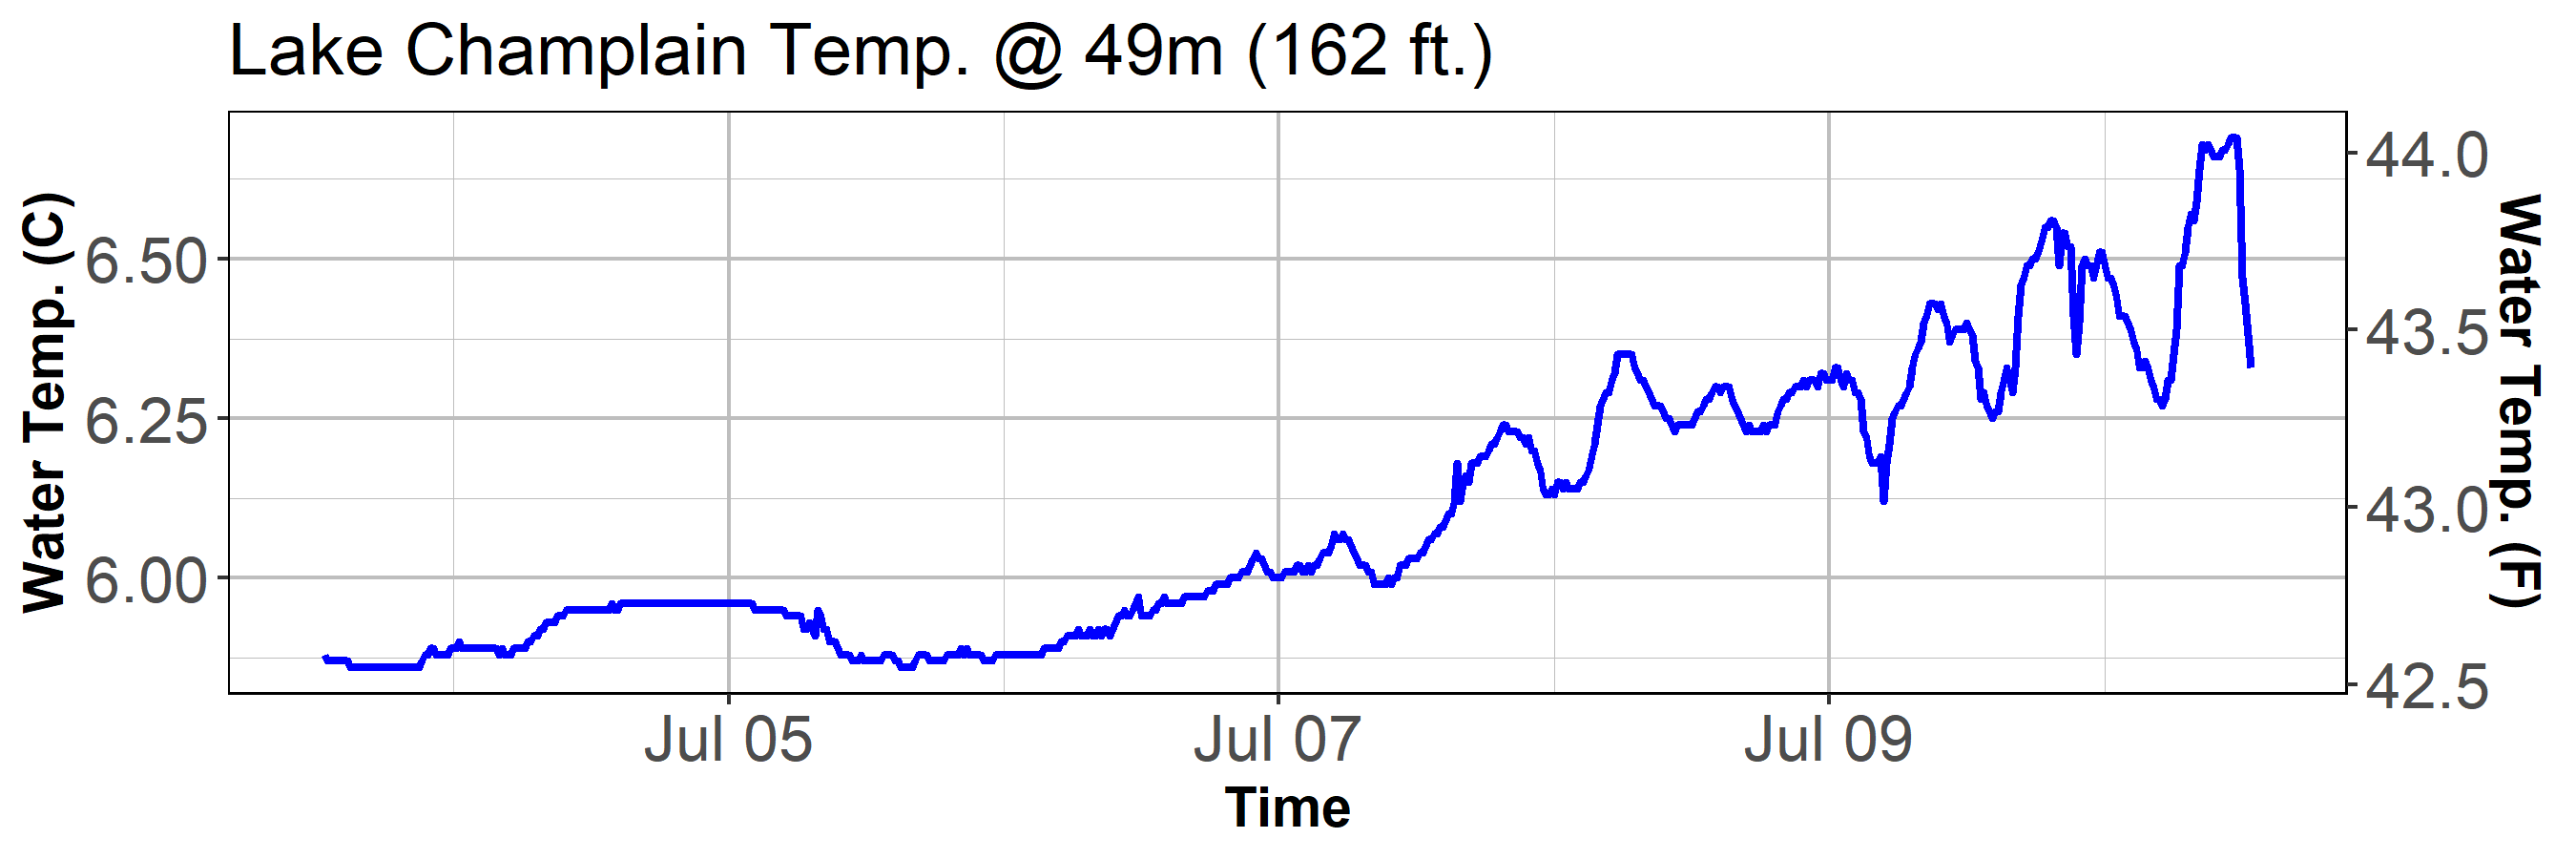 Lake Champlain Temp. @ 49m (162 ft.)
Water Temp. (C)
6.50
6.25
6.00
44.0
43.5
43.0
42.5
Water Temp. (F)
Jul 05
Jul 07
Jul 09
Time